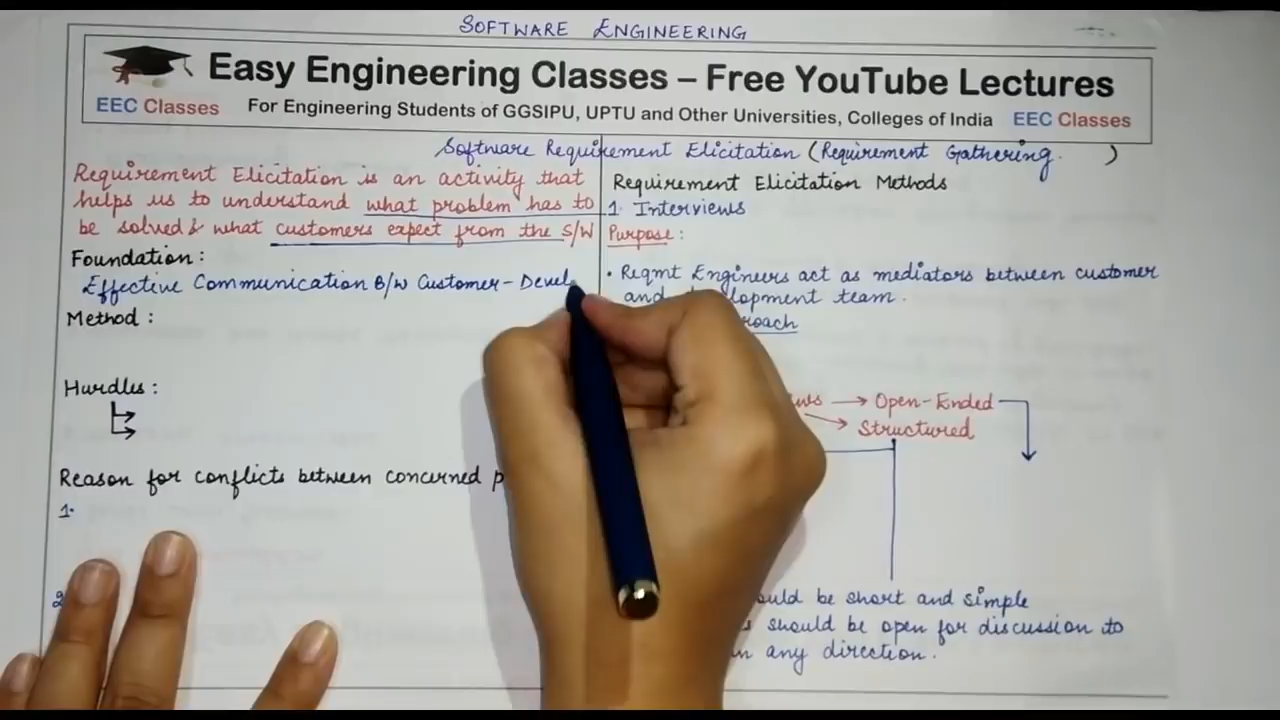 SOFTWARE ENGINEERING
Easy Engineering Classes – Free YouTube Lectures
EEC Classes For Engineering Students of GGSIPU, UPTU and Other Universities, Colleges of India EEC Classes
Software Requirement Elicitation (Requirement Gathering )
Requirement Elicitation is an activity that
helps us to understand what problem has to
be solved & what customers expect from the S/W
Foundation :
Effective Communication B/w Customer - Devel
Method :
Hurdles :
Reason for conflicts between concerned p
1.
2
Requirement Elicitation Methods
1. Interviews
Purpose :
• Reqmt Engineers act as mediators between customer
and lopment team.
roach
→ Open-Ended
→ Structured
ould be short and simple
should be open for discussion to
any direction.